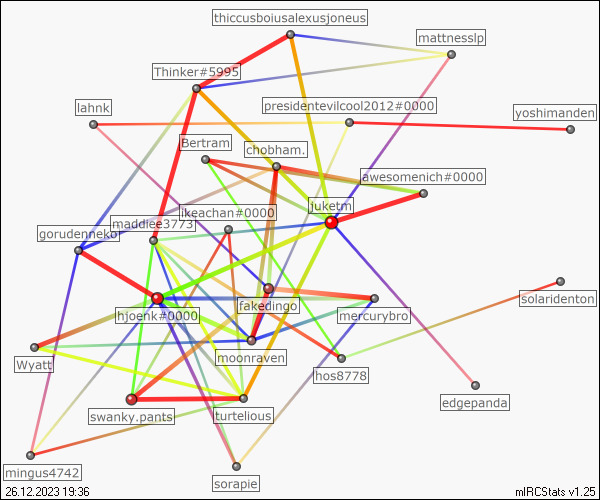 thiccusboiusalexusjoneus
mattnesslp
Thinker#5995
lahnk
presidentevilcool2012#0000
yoshimanden
Bertram
chobham.
awesomenich#0000
juketm
ikeachan#0000
maddiee3773
gorudenneko
solaridenton
fakedingo
lhjoenk#0000
mercurybro
moonraven
Wyatt
hos8778
edgepanda
swanky.pants
turtelious
mingus4742
sorapie
26.12.2023 19:36
mIRCStats v1.25